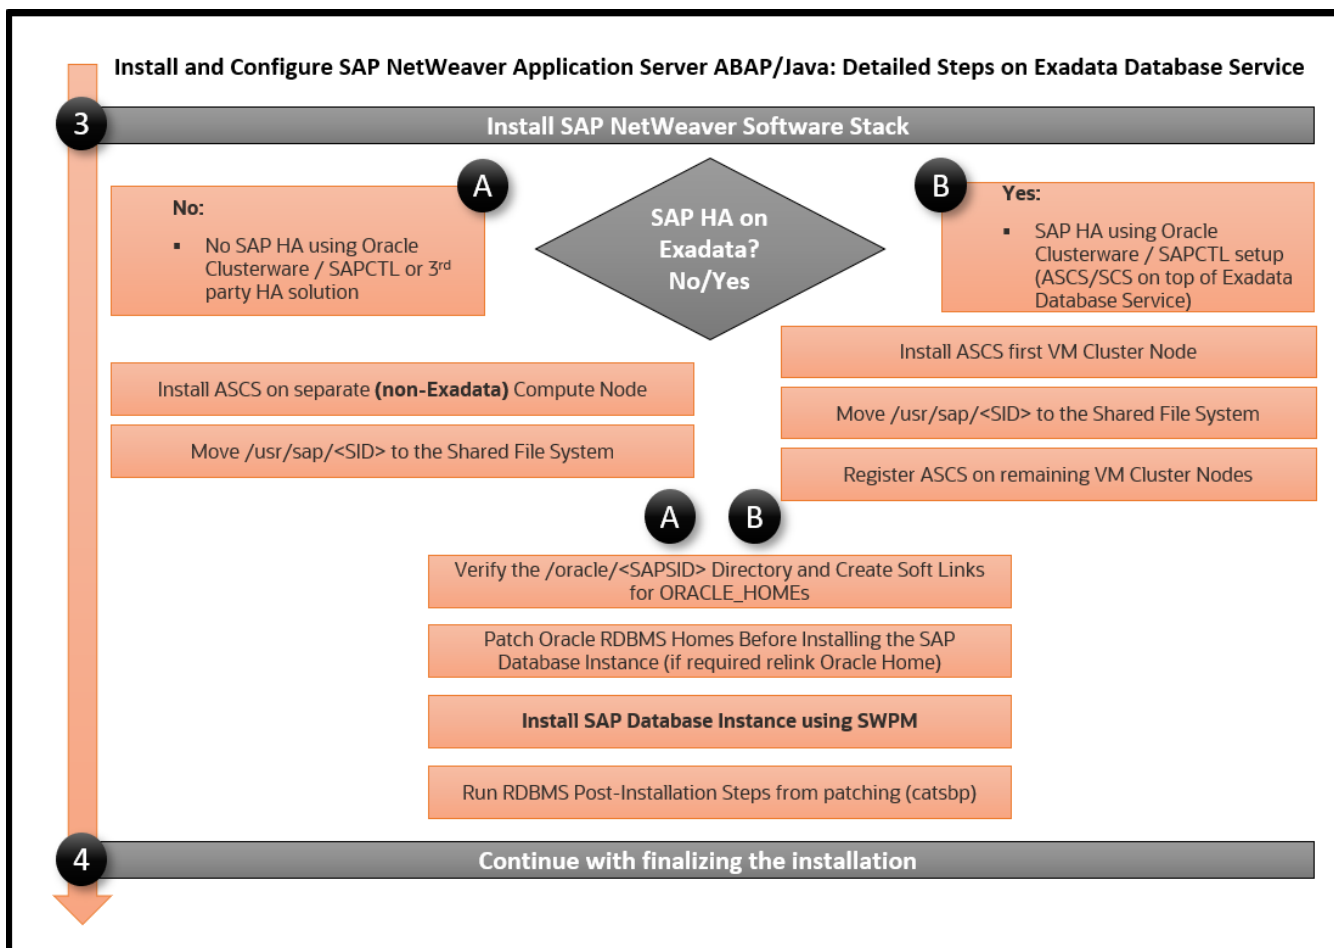 Install and Configure SAP NetWeaver Application Server ABAP/Java: Detailed Steps on Exadata Database Service
3
Install SAP NetWeaver Software Stack
A
No:
▪ No SAP HA using Oracle
Clusterware / SAPCTL or 3rd
party HA solution
SAP HA on
Exadata?
No/Yes
B
Yes:
▪ SAP HA using Oracle
Clusterware / SAPCTL setup
(ASCS/SCS on top of Exadata
Database Service)
Install ASCS on separate (non-Exadata) Compute Node
Move /usr/sap/<SID> to the Shared File System
Install ASCS first VM Cluster Node
Move /usr/sap/<SID> to the Shared File System
Register ASCS on remaining VM Cluster Nodes
A
B
Verify the /oracle/<SAPSID> Directory and Create Soft Links
for ORACLE_HOMEs
Patch Oracle RDBMS Homes Before Installing the SAP
Database Instance (if required relink Oracle Home)
Install SAP Database Instance using SWPM
Run RDBMS Post-Installation Steps from patching (catsbp)
4
Continue with finalizing the installation